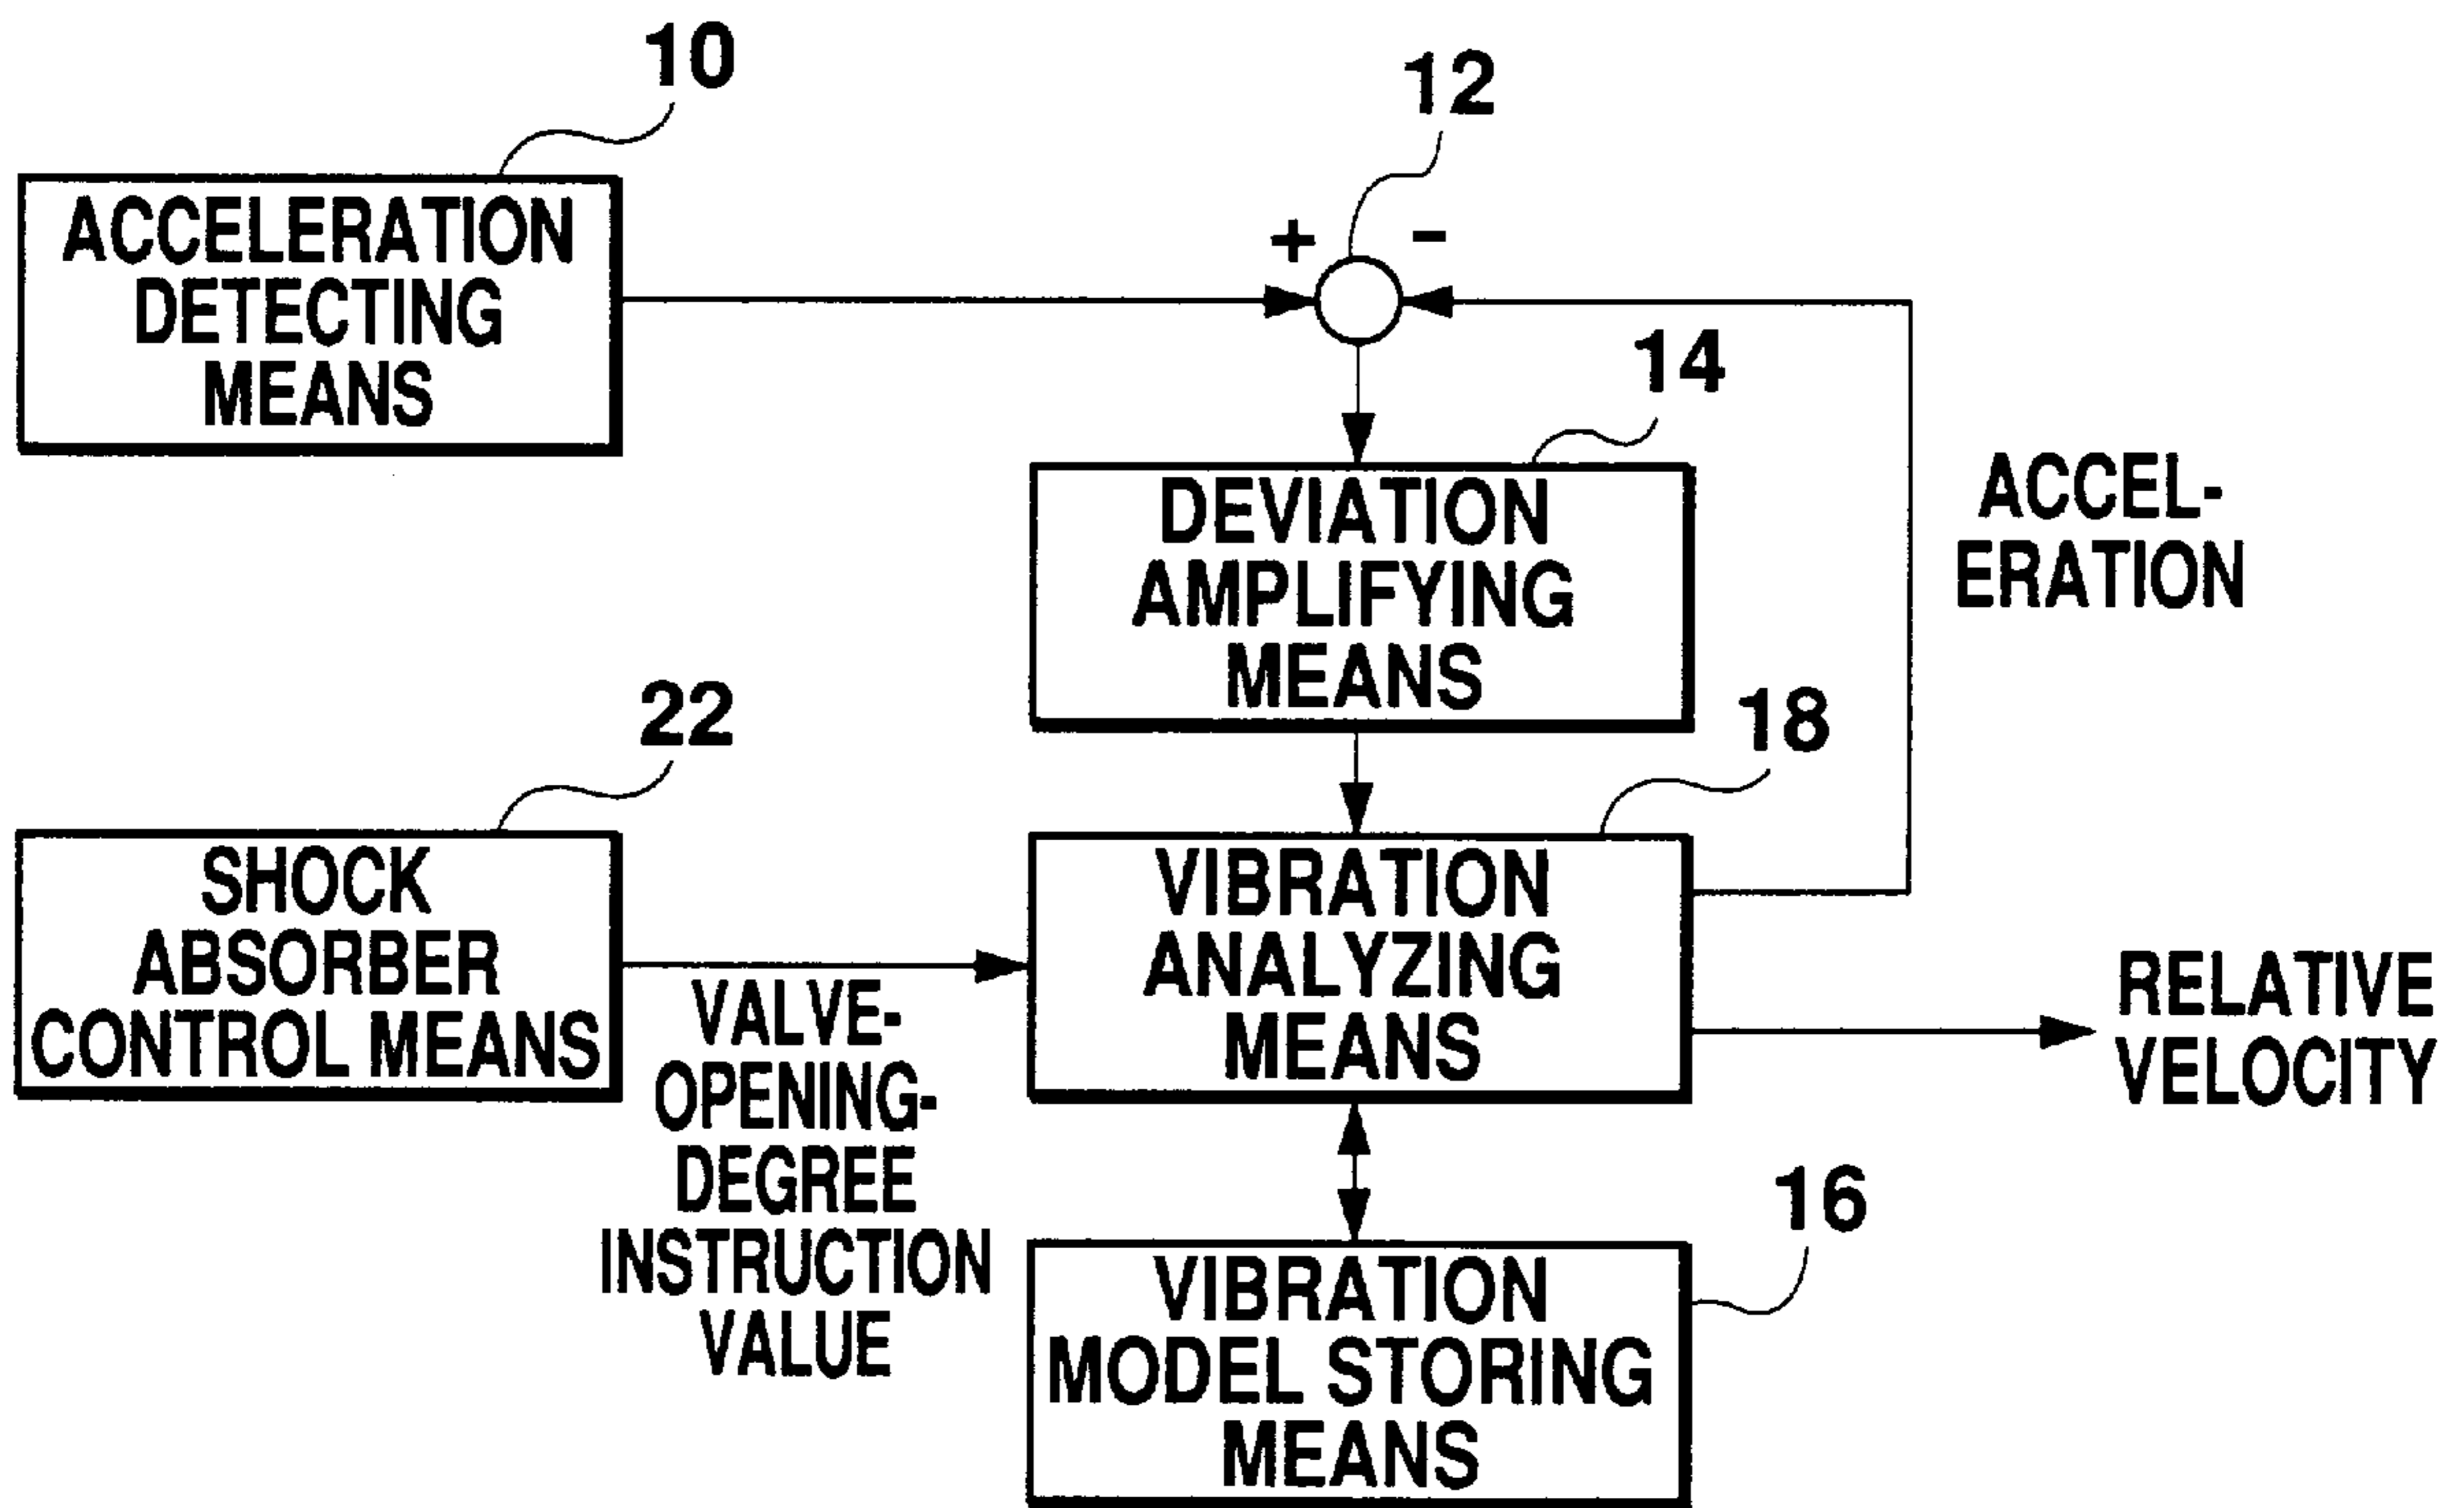 10
12
+ -
ACCELERATION
DETECTING
MEANS
14
DEVIATION
AMPLIFYING
MEANS
ACCEL-
ERATION
22
18
SHOCK
ABSORBER
CONTROL MEANS
VALVE-
OPENING-
DEGREE
INSTRUCTION
VALUE
VIBRATION
ANALYZING
MEANS
RELATIVE
VELOCITY
16
VIBRATION
MODEL STORING
MEANS